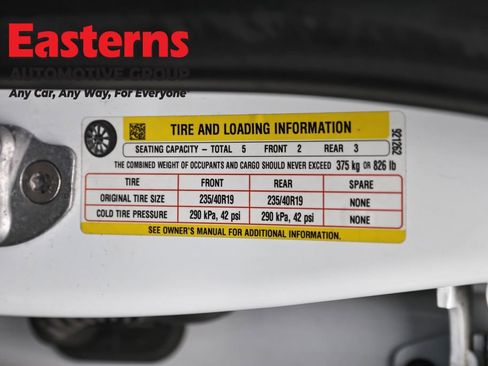 Easterns
AUTOMOTIVE GROUP
Any Car, Any Way, For Everyone
TIRE AND LOADING INFORMATION
SEATING CAPACITY - TOTAL 5 FRONT 2 REAR 3
THE COMBINED WEIGHT OF OCCUPANTS AND CARGO SHOULD NEVER EXCEED 375 kg OR 826 lb
TIRE FRONT REAR SPARE
ORIGINAL TIRE SIZE 235/40R19 235/40R19 NONE
COLD TIRE PRESSURE 290 kPa, 42 psi 290 kPa, 42 psi NONE
SEE OWNER'S MANUAL FOR ADDITIONAL INFORMATION.
921262